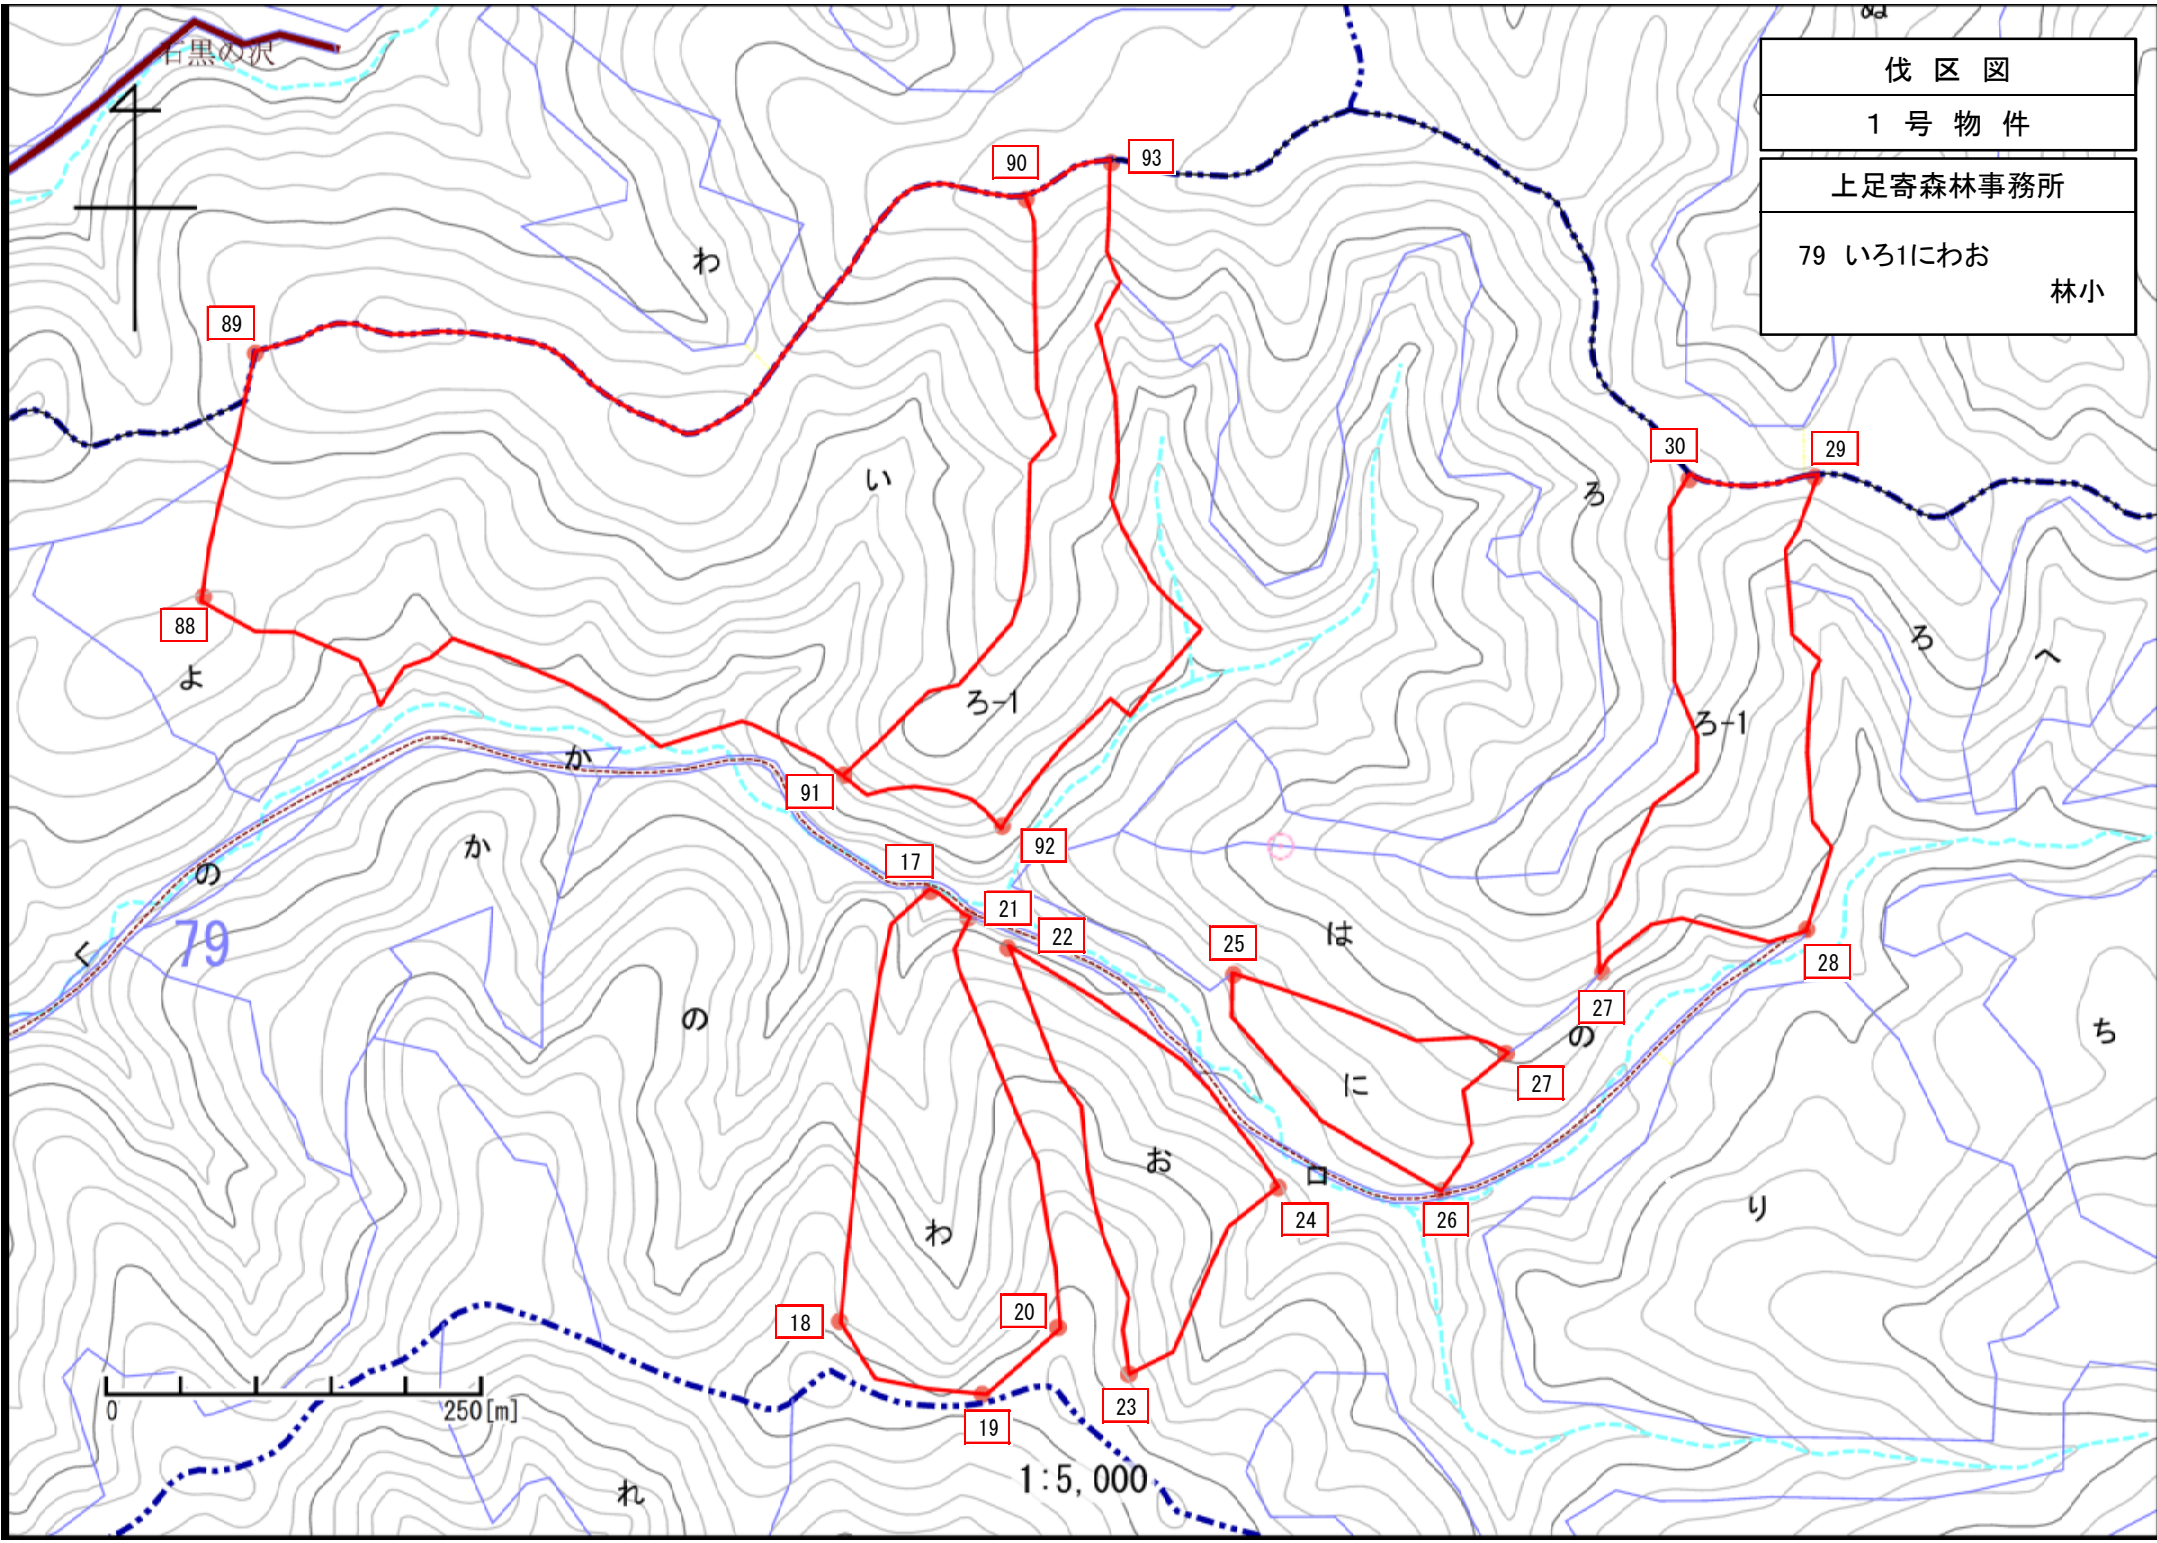 ぬ
石黒の沢
伐 区 図
1 号 物 件
上足寄森林事務所
79 いろ1にわお
林小
90
93
わ
89
30
29
い
ろ
88
よ
ろ
へ
ろ-1
ろ-1
か
91
か
92
17
の
21
22
79
く
25
は
28
27
の
の
ち
に
27
お
ロ
24
26
り
わ
18
20
23
19
0
250[m]
1:5,000
れ